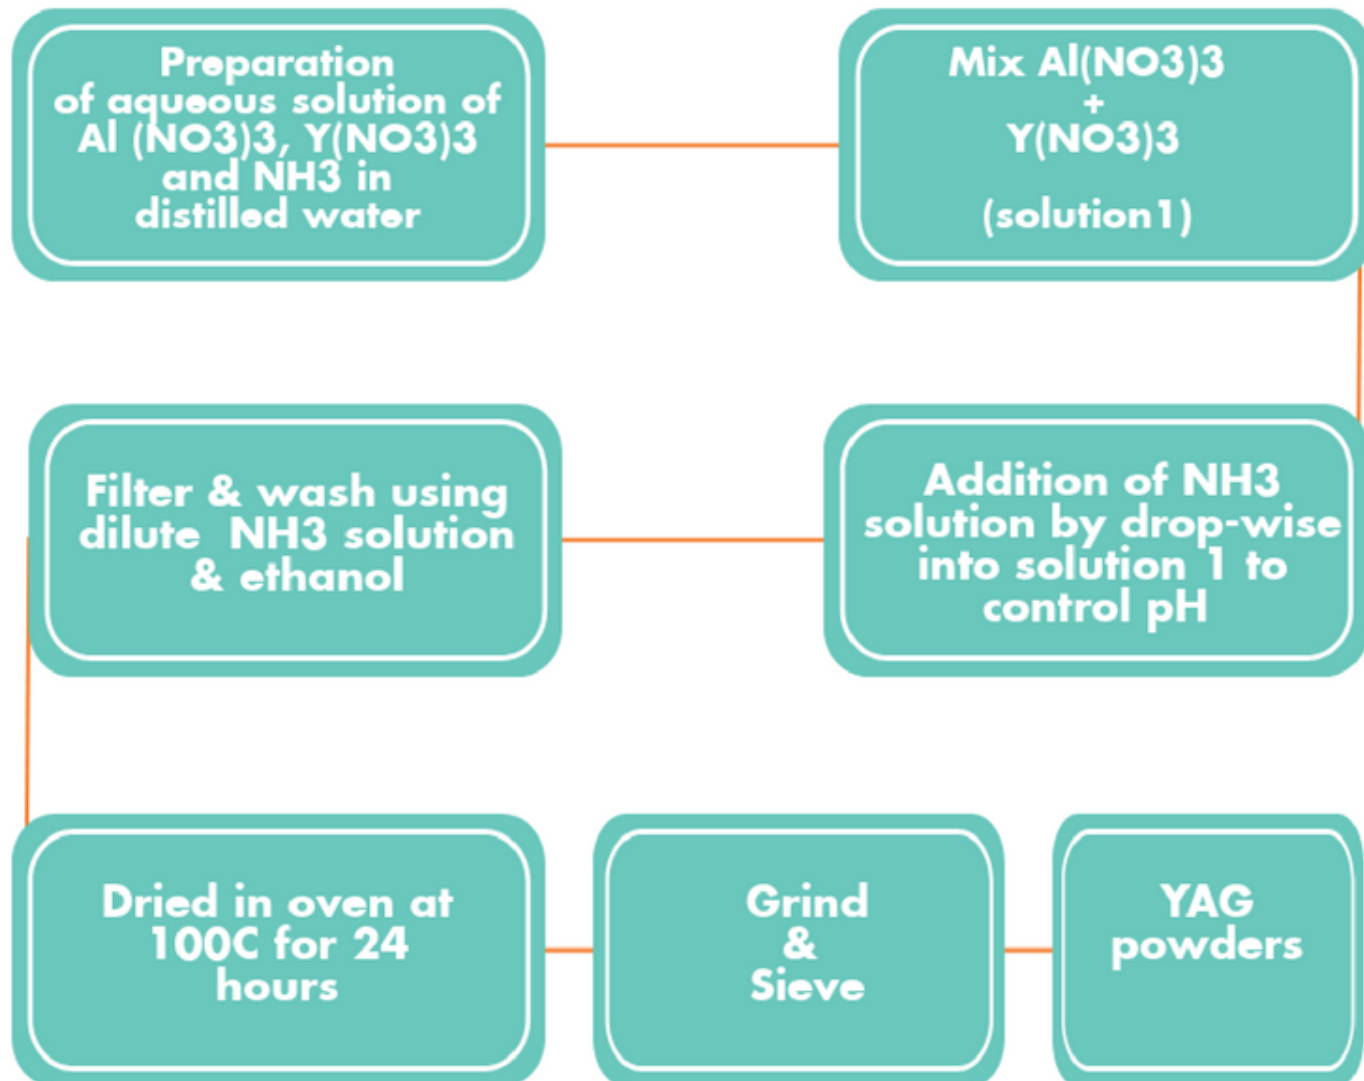 Preparation
of aqueous solution of
Al (NO3)3, Y(NO3)3
and NH3 in
distilled water
Mix Al(NO3)3
+
Y(NO3)3
(solution1)
Addition of NH3
solution by drop-wise
into solution 1 to
control pH
Filter & wash using
dilute NH3 solution
& ethanol
Dried in oven at
100C for 24
hours
Grind
&
Sieve
YAG
powders